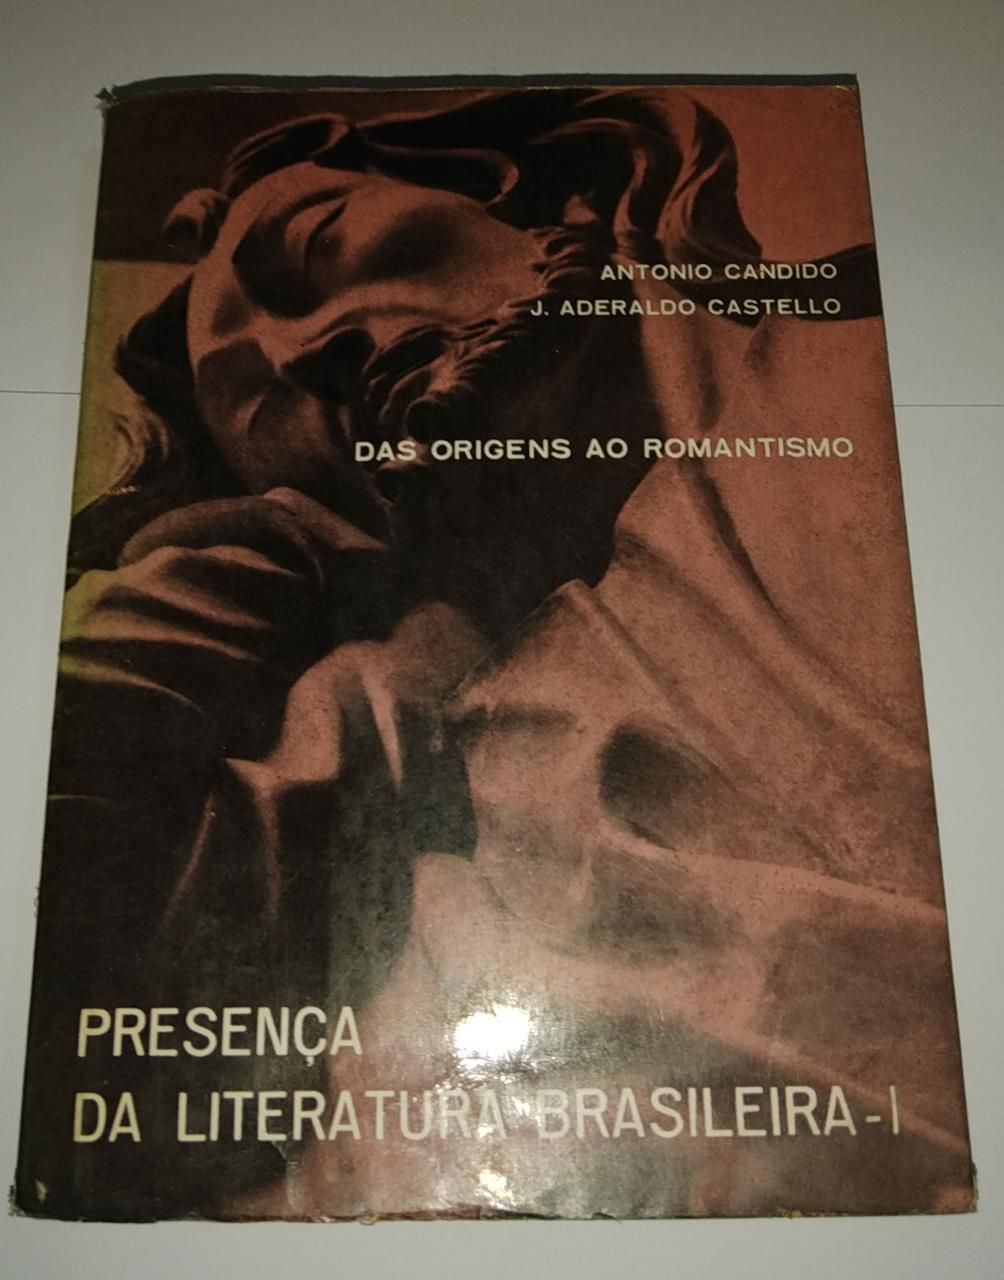 ANTONIO CANDIDO
J. ADERALDO CASTELLO
DAS ORIGENS AO ROMANTISMO
PRESENÇA
DA LITERATURA BRASILEIRA - I